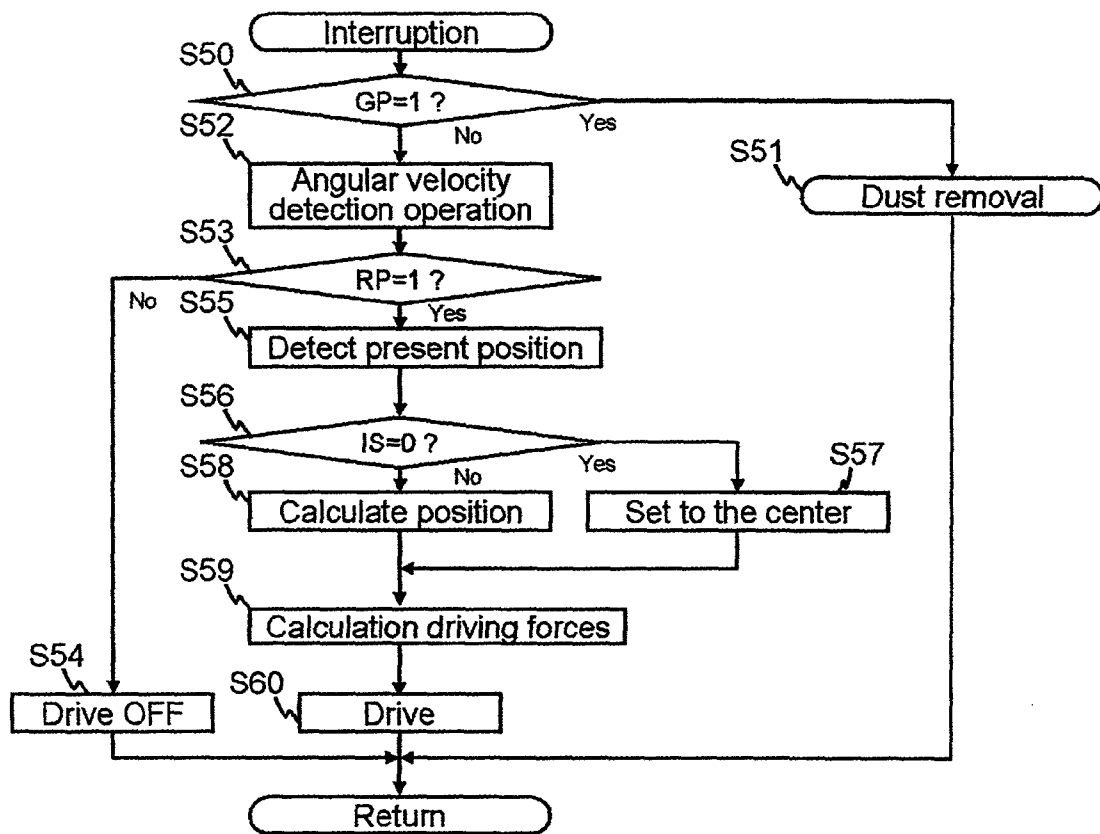 Interruption
S50
GP=1 ?
No
Yes
S52
Angular velocity
detection operation
S51
Dust removal
S53
RP=1 ?
No
Yes
S55
Detect present position
S56
IS=0 ?
No
Yes
S58
Calculate position
S57
Set to the center
S59
Calculation driving forces
S54
Drive OFF
S60
Drive
Return